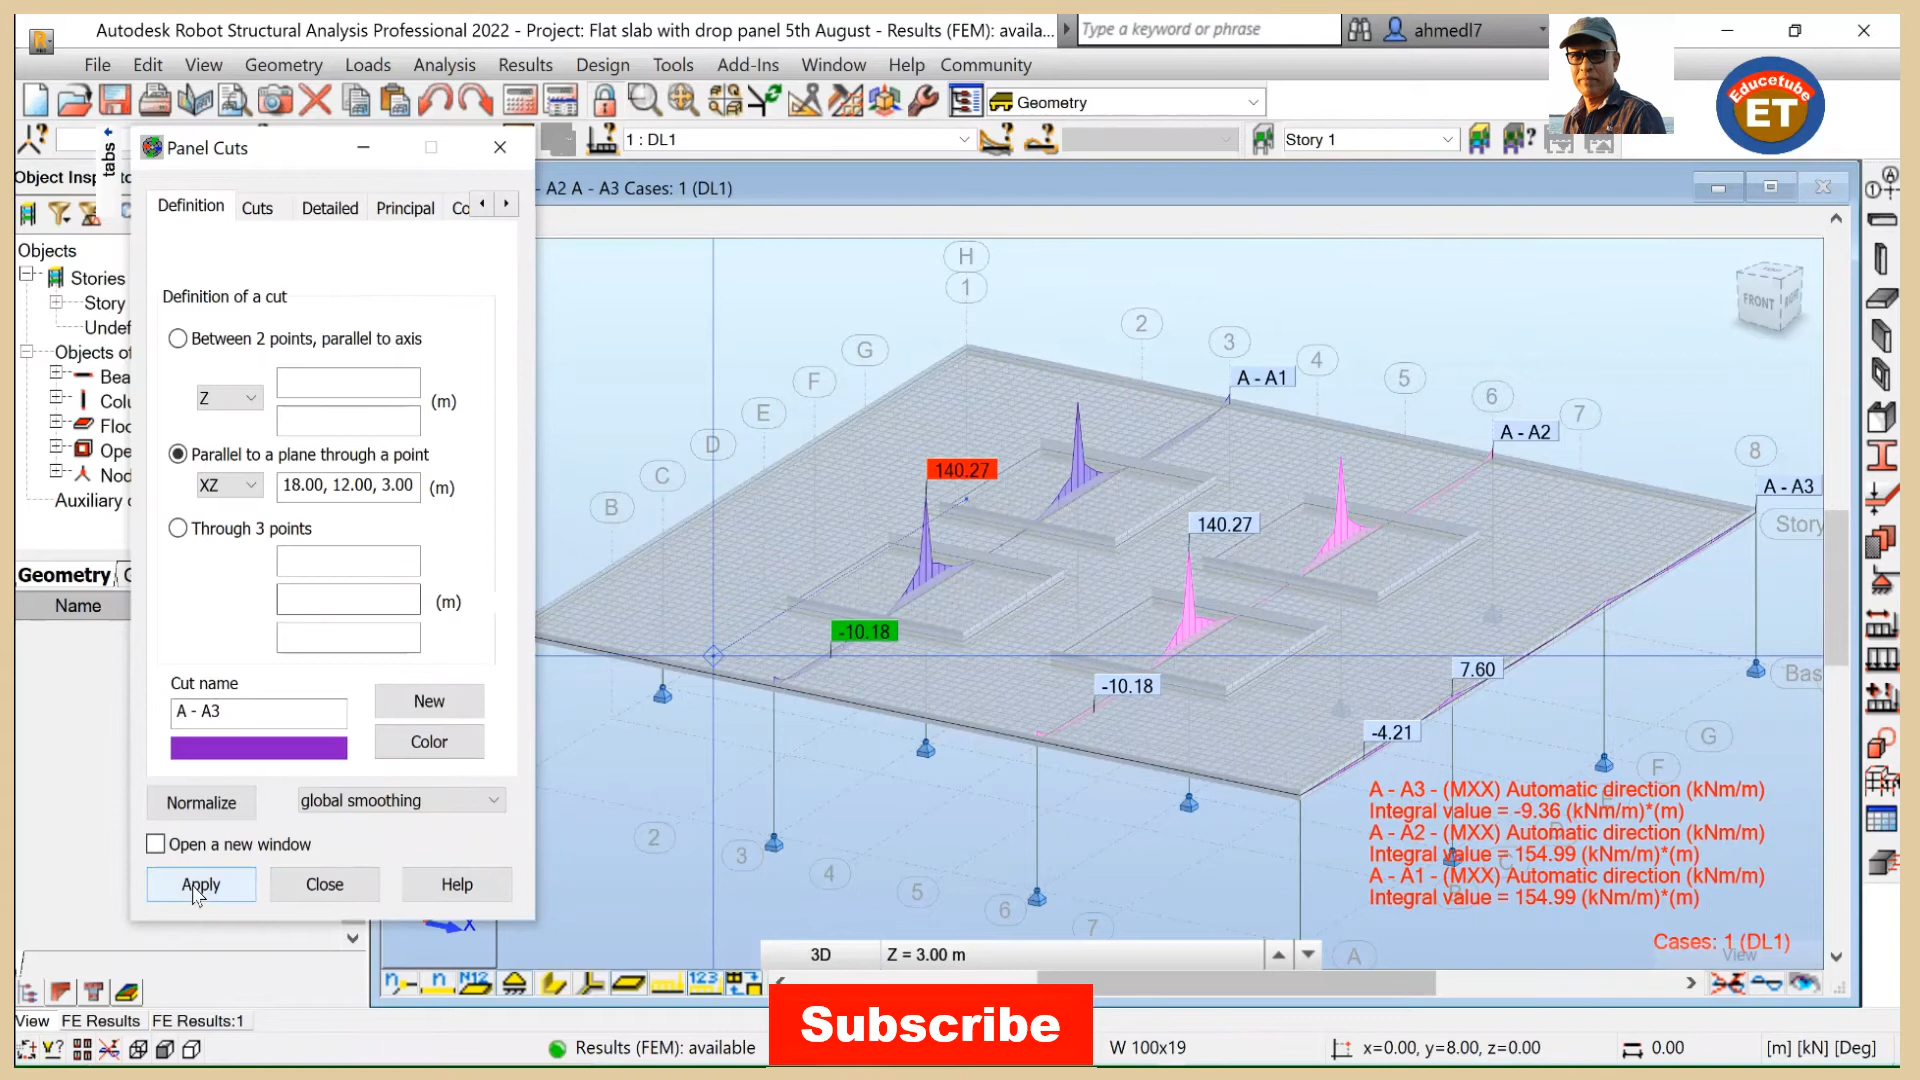 Autodesk Robot Structural Analysis Professional 2022 - Project: Flat slab with drop panel 5th August - Results (FEM): availa...
Type a keyword or phrase
ahmedl7
File Edit View Geometry Loads Analysis Results Design Tools Add-Ins Window Help Community
Educetube
ET
Geometry
1 : DL1
Story 1
tabs
Panel Cuts
Object Insp
- A2 A - A3 Cases: 1 (DL1)
Definition Cuts Detailed Principal Co
Objects
Stories
Story
Undef
Objects of
Bea
Colu
Floo
Ope
Nod
Auxiliary
Geometry
Name
Definition of a cut
Between 2 points, parallel to axis
Z
(m)
Parallel to a plane through a point
XZ
18.00, 12.00, 3.00
(m)
Through 3 points
(m)
Cut name
A - A3
New
Color
Normalize
global smoothing
Open a new window
Apply
Close
Help
H
1
2
3
G
4
A - A1
F
5
6
E
7
A - A2
D
8
C
140.27
A - A3
B
140.27
Story
-10.18
7.60
Bas
-10.18
-4.21
G
F
A - A3 - (MXX) Automatic direction (kNm/m)
Integral value = -9.36 (kNm/m)*(m)
A - A2 - (MXX) Automatic direction (kNm/m)
Integral value = 154.99 (kNm/m)*(m)
A - A1 - (MXX) Automatic direction (kNm/m)
Integral value = 154.99 (kNm/m)*(m)
2
3
4
5
6
7
A
Cases: 1 (DL1)
View
FRONT
X
3D
Z = 3.00 m
N12
123
Subscribe
View FE Results FE Results:1
Results (FEM): available
W 100x19
x=0.00, y=8.00, z=0.00
0.00
[m] [kN] [Deg]